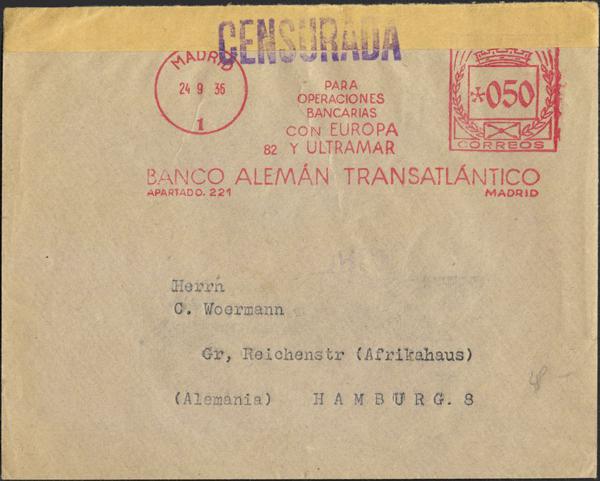 CENSURADA
MADRID
24 9 36
1
PARA
OPERACIONES
BANCARIAS
CON EUROPA
82 Y ULTRAMAR
050
CORREOS
BANCO ALEMÁN TRANSATLÁNTICO
APARTADO. 221 MADRID
Herrn
C. Woermann
Gr, Reichenstr (Afrikahaus)
(Alemania) HAMBURG. 8